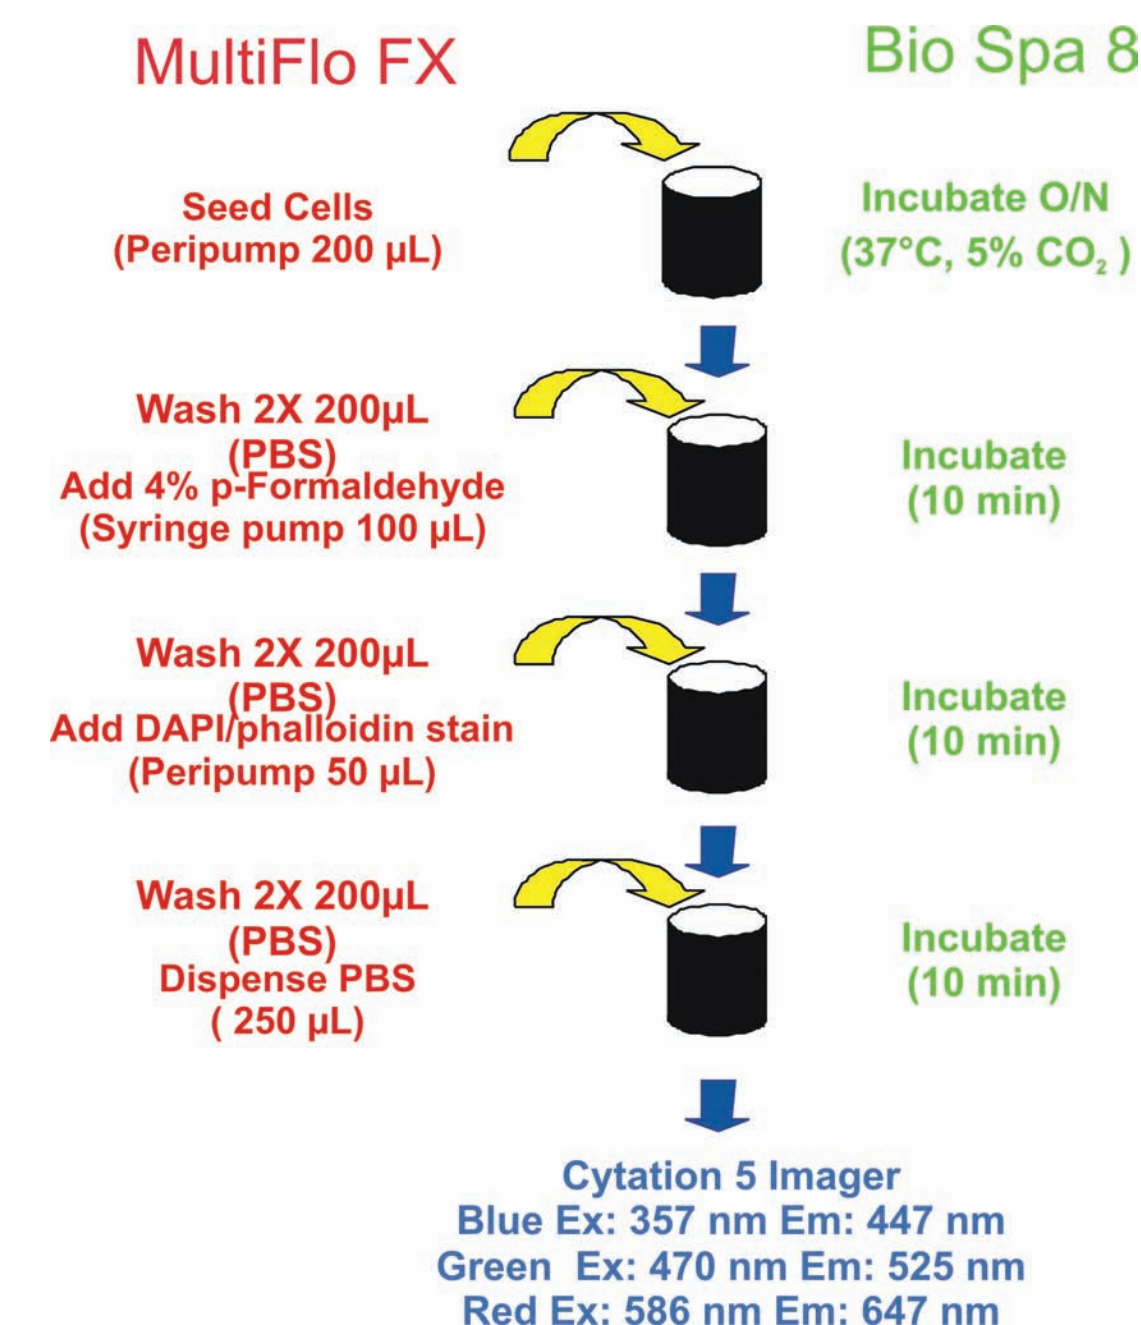 MultiFlo FX
Bio Spa 8
Seed Cells
(Peripump 200 µL)
Incubate O/N
(37°C, 5% CO₂ )
Wash 2X 200µL
(PBS)
Add 4% p-Formaldehyde
(Syringe pump 100 µL)
Incubate
(10 min)
Wash 2X 200µL
(PBS)
Add DAPI/phalloidin stain
(Peripump 50 µL)
Incubate
(10 min)
Wash 2X 200µL
(PBS)
Dispense PBS
( 250 µL)
Incubate
(10 min)
Cytation 5 Imager
Blue Ex: 357 nm Em: 447 nm
Green  Ex: 470 nm Em: 525 nm
Red Ex: 586 nm Em: 647 nm